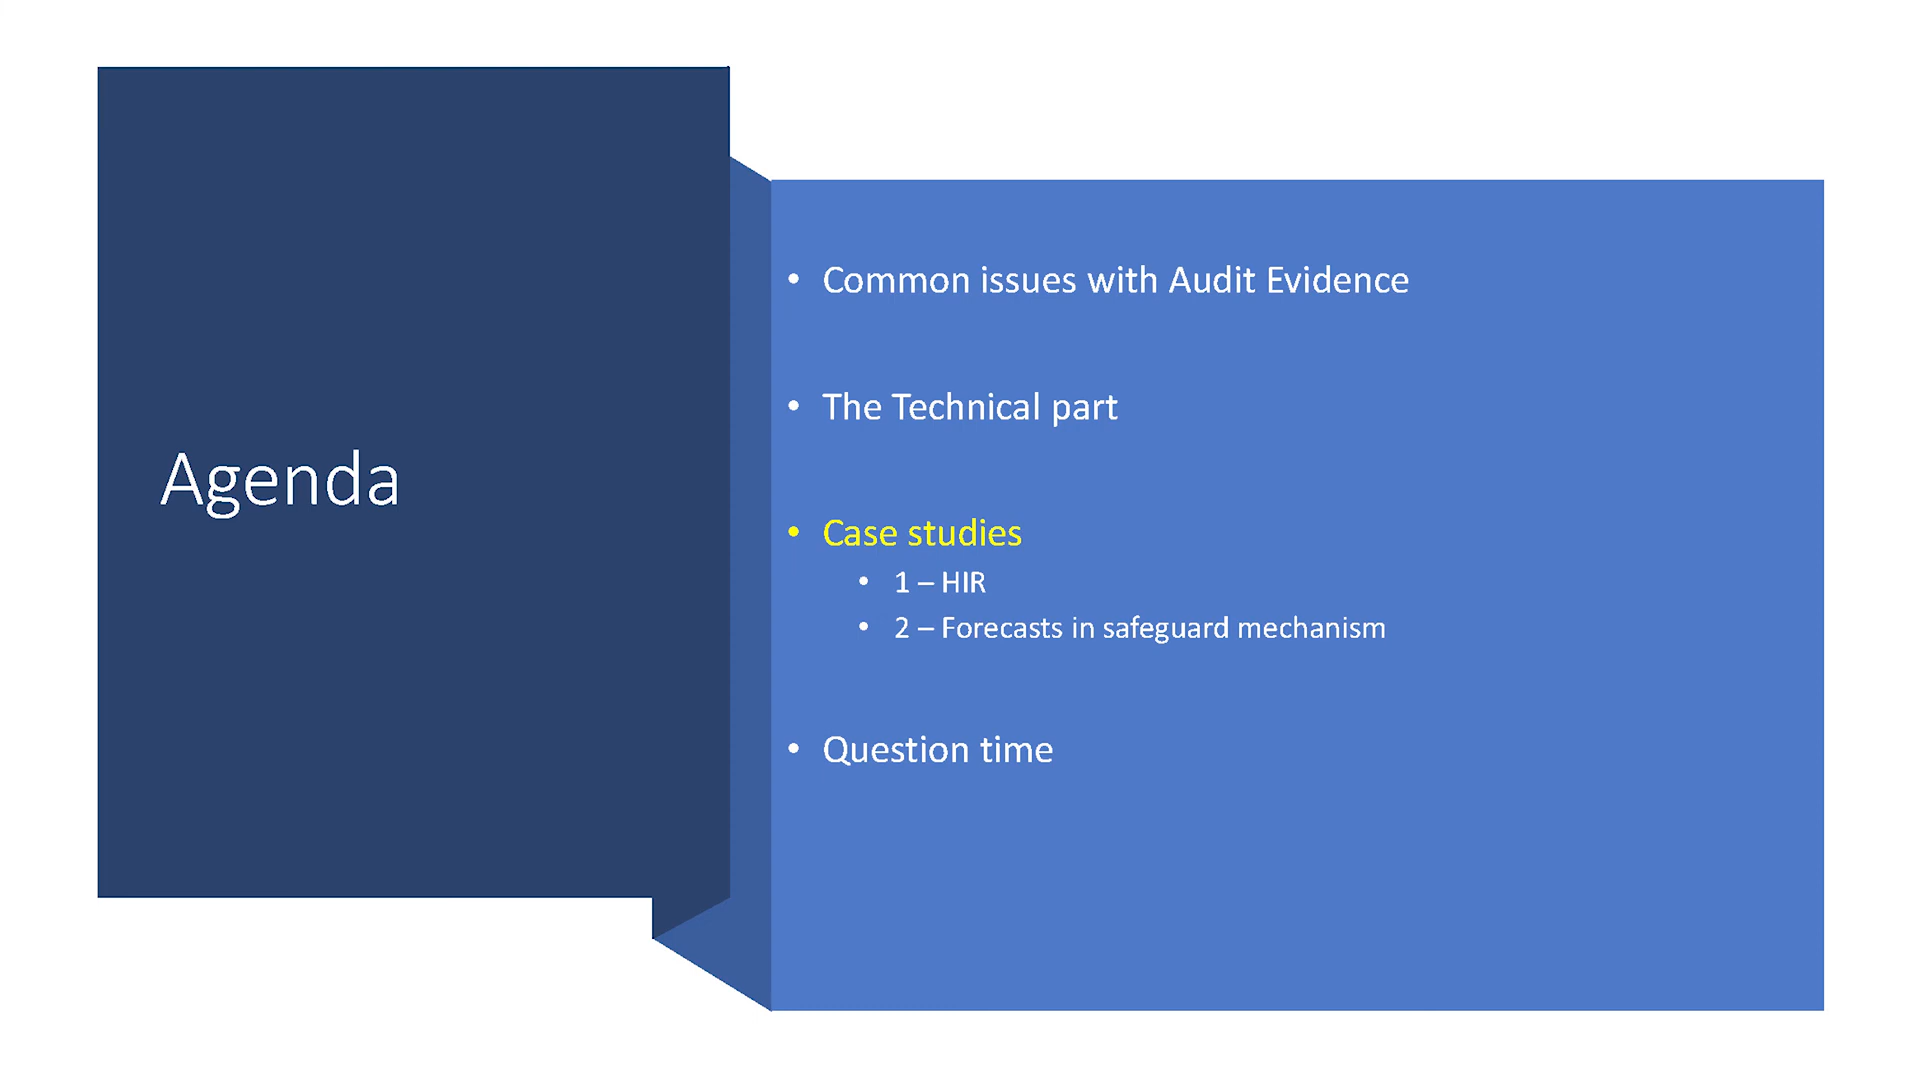 Agenda
• Common issues with Audit Evidence
• The Technical part
• Case studies
• 1 – HIR
• 2 – Forecasts in safeguard mechanism
• Question time